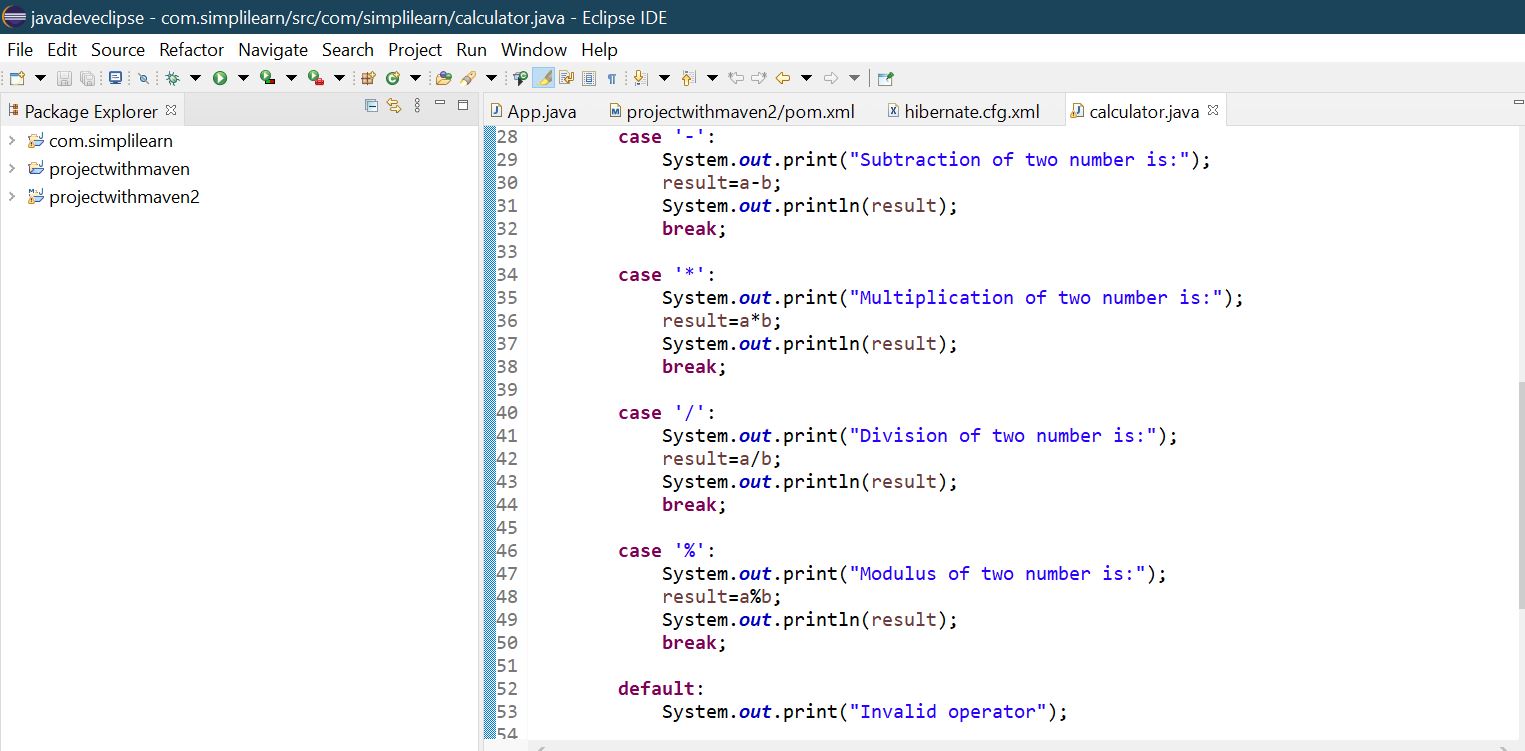 javadeveclipse - com.simplilearn/src/com/simplilearn/calculator.java - Eclipse IDE
File Edit Source Refactor Navigate Search Project Run Window Help
Package Explorer
com.simplilearn
projectwithmaven
projectwithmaven2
App.java projectwithmaven2/pom.xml hibernate.cfg.xml calculator.java
28 case '-':
29 System.out.print("Subtraction of two number is:");
30 result=a-b;
31 System.out.println(result);
32 break;
33
34 case '*':
35 System.out.print("Multiplication of two number is:");
36 result=a*b;
37 System.out.println(result);
38 break;
39
40 case '/':
41 System.out.print("Division of two number is:");
42 result=a/b;
43 System.out.println(result);
44 break;
45
46 case '%':
47 System.out.print("Modulus of two number is:");
48 result=a%b;
49 System.out.println(result);
50 break;
51
52 default:
53 System.out.print("Invalid operator");
54